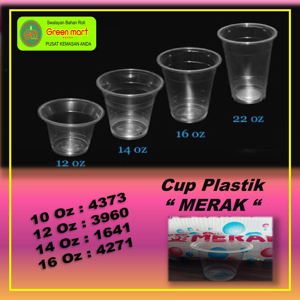 Swalayan Bahan Roti
Green mart
PUSAT KEMASAN ANDA
12 oz
14 oz
16 oz
22 oz
Cup Plastik
“ MERAK “
10 Oz : 4373
12 Oz : 3960
14 Oz : 1641
16 Oz : 4271
MERAK